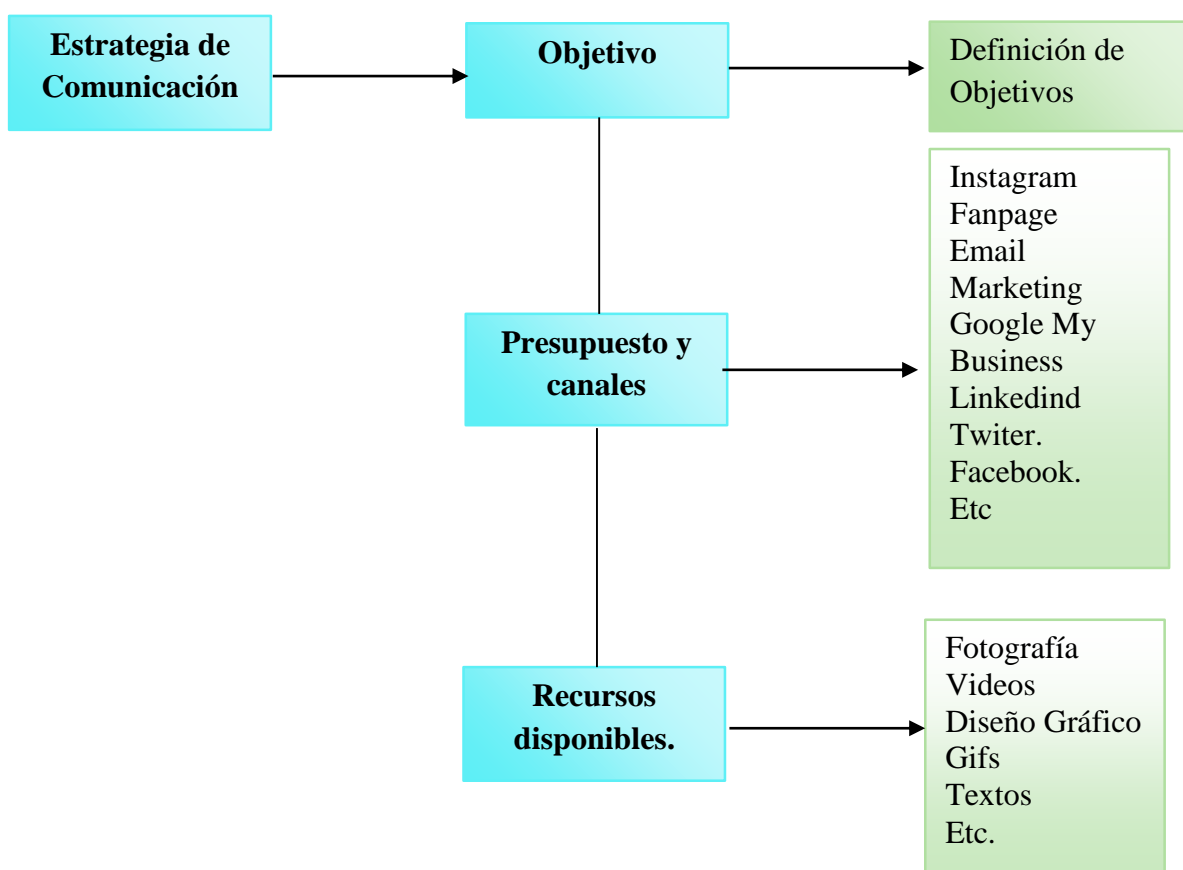 Estrategia de
Comunicación
Objetivo
Definición de
Objetivos
Instagram
Fanpage
Email
Marketing
Google My
Business
Linkedind
Twiter.
Facebook.
Etc
Presupuesto y
canales
Recursos
disponibles.
Fotografía
Videos
Diseño Gráfico
Gifs
Textos
Etc.